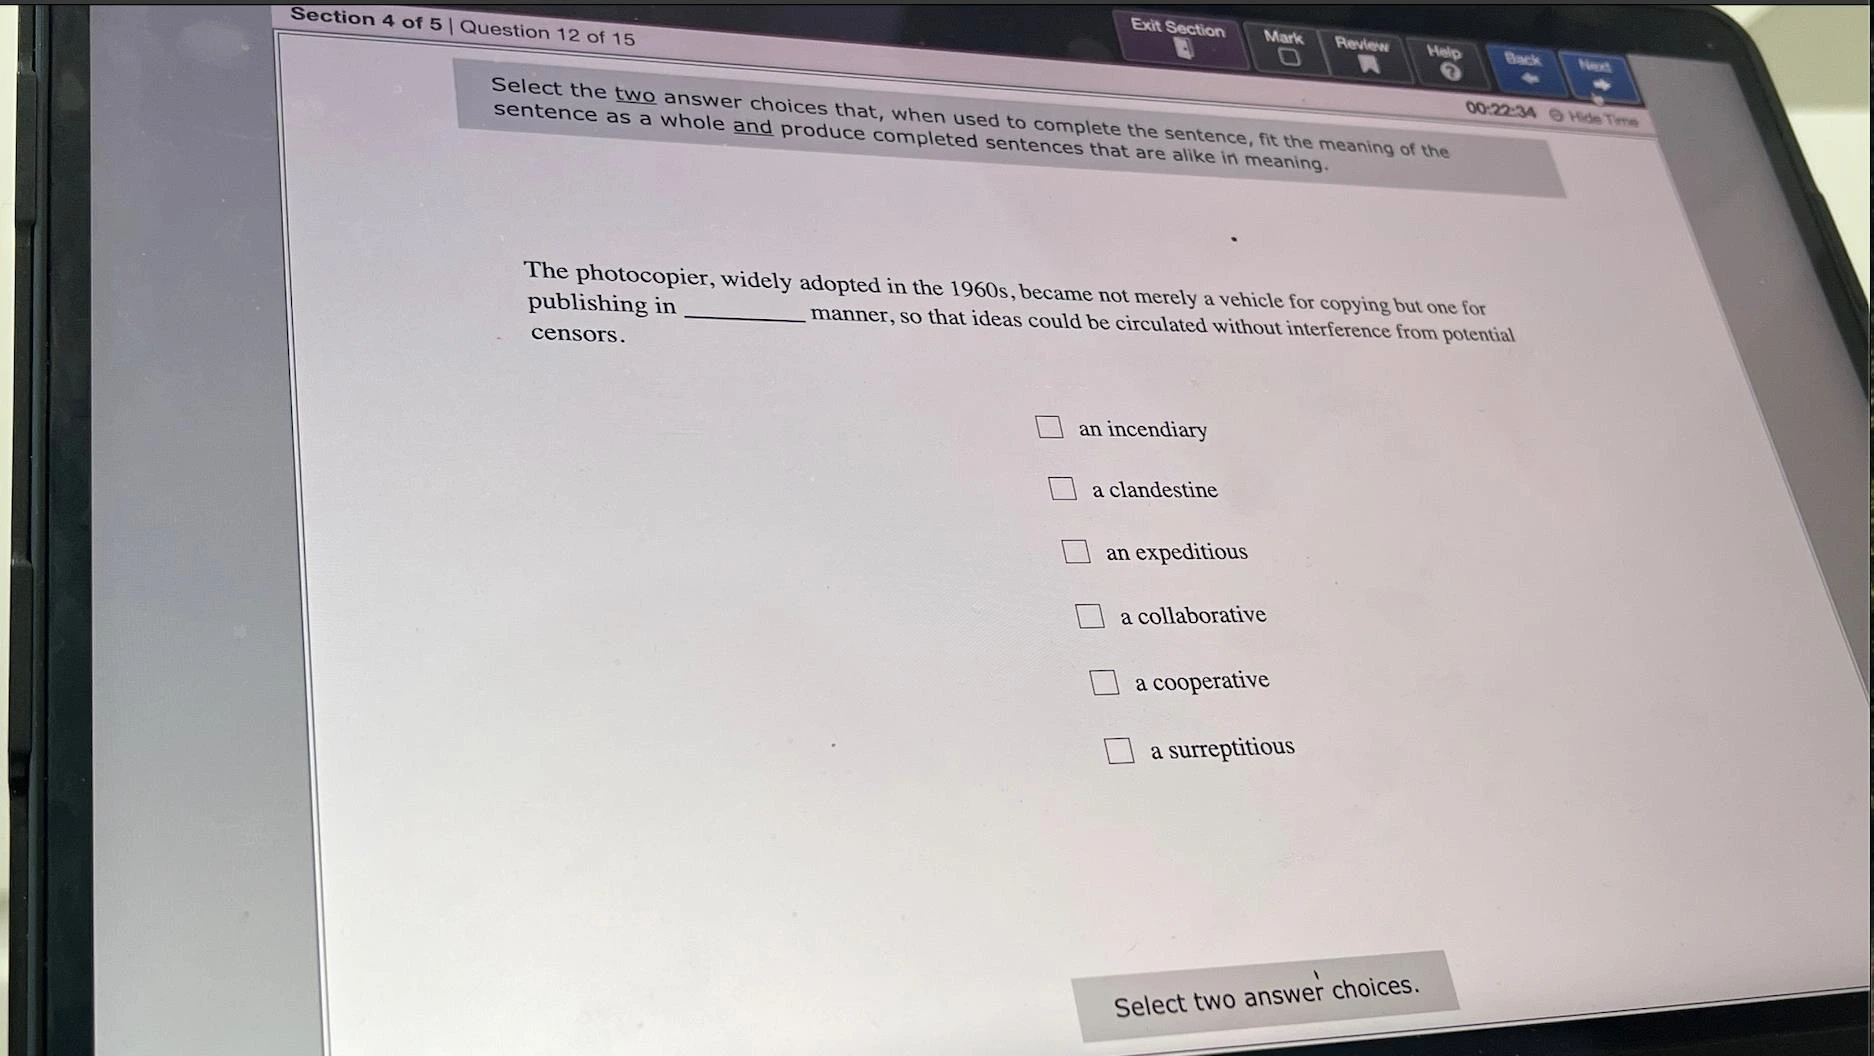 Section 4 of 5 | Question 12 of 15
Exit Section
Mark
Review
Help
Back
Next
00:22:34 Hide Time
Select the two answer choices that, when used to complete the sentence, fit the meaning of the
sentence as a whole and produce completed sentences that are alike in meaning.
The photocopier, widely adopted in the 1960s, became not merely a vehicle for copying but one for
publishing in __________ manner, so that ideas could be circulated without interference from potential
censors.
an incendiary
a clandestine
an expeditious
a collaborative
a cooperative
a surreptitious
Select two answer choices.